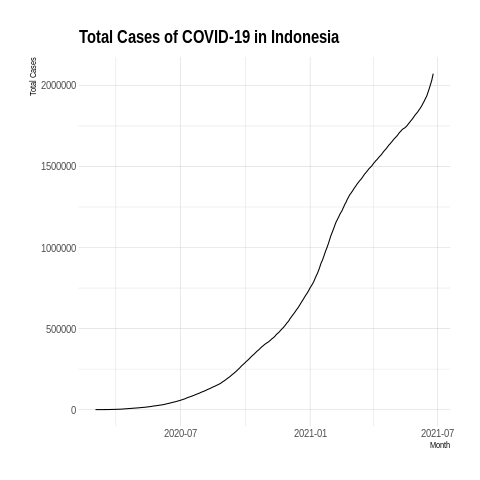 Total Cases of COVID-19 in Indonesia
Total Cases
2000000
1500000
1000000
500000
0
2020-07
2021-01
2021-07
Month